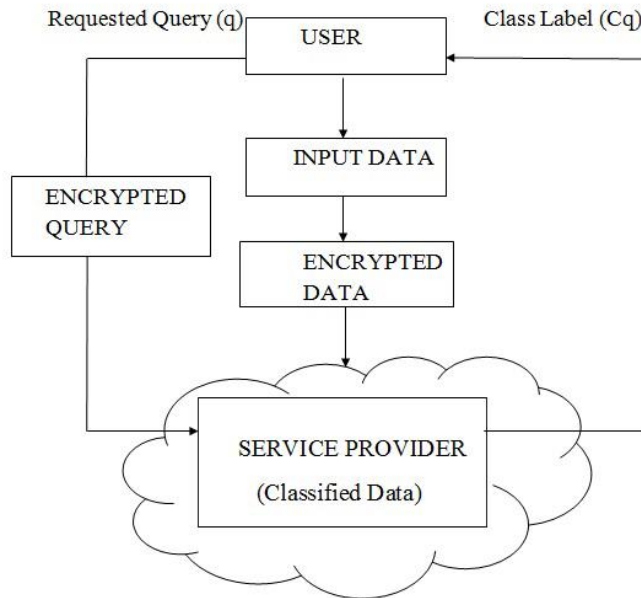 Requested Query (q)
Class Label (Cq)
USER
INPUT DATA
ENCRYPTED
QUERY
ENCRYPTED
DATA
SERVICE PROVIDER
(Classified Data)